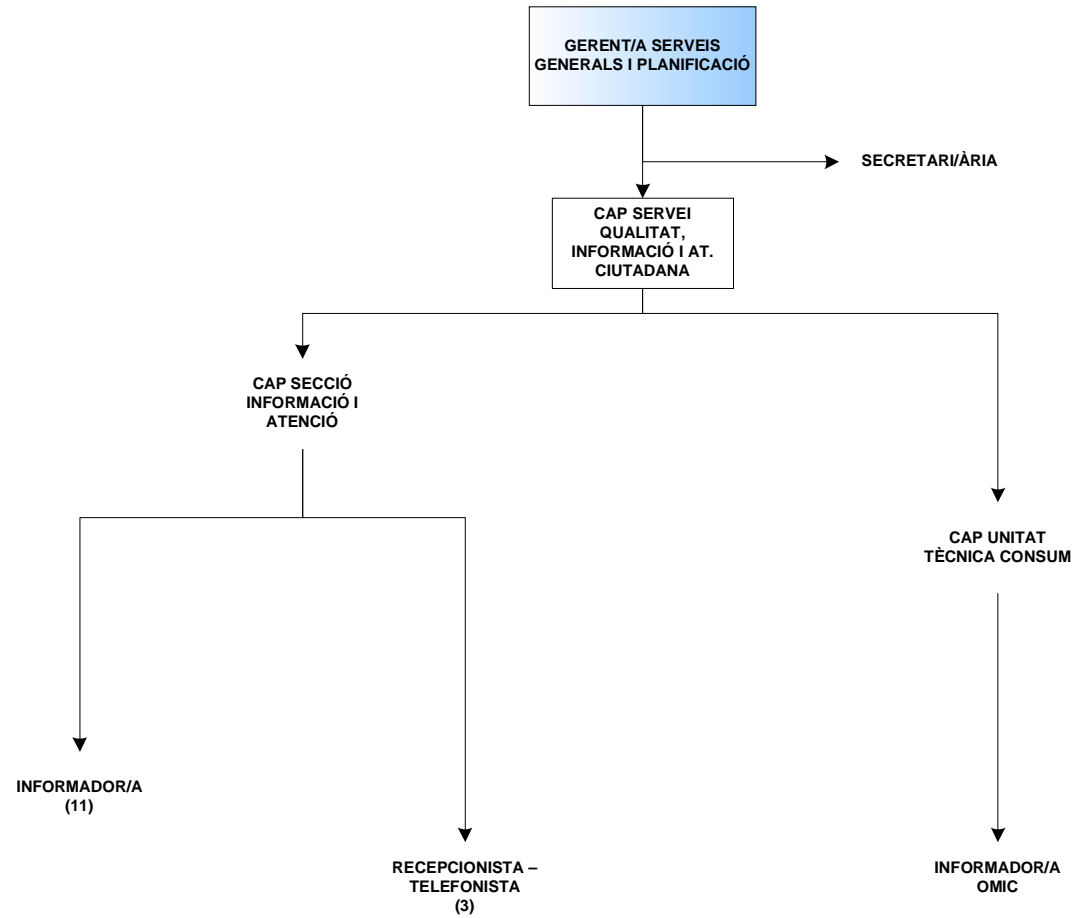 GERENT/A SERVEIS
GENERALS I PLANIFICACIÓ
SECRETARI/ÀRIA
CAP SERVEI
QUALITAT,
INFORMACIÓ I AT.
CIUTADANA
CAP SECCIÓ
INFORMACIÓ I
ATENCIÓ
CAP UNITAT
TÈCNICA CONSUM
INFORMADOR/A
(11)
RECEPCIONISTA –
TELEFONISTA
(3)
INFORMADOR/A
OMIC